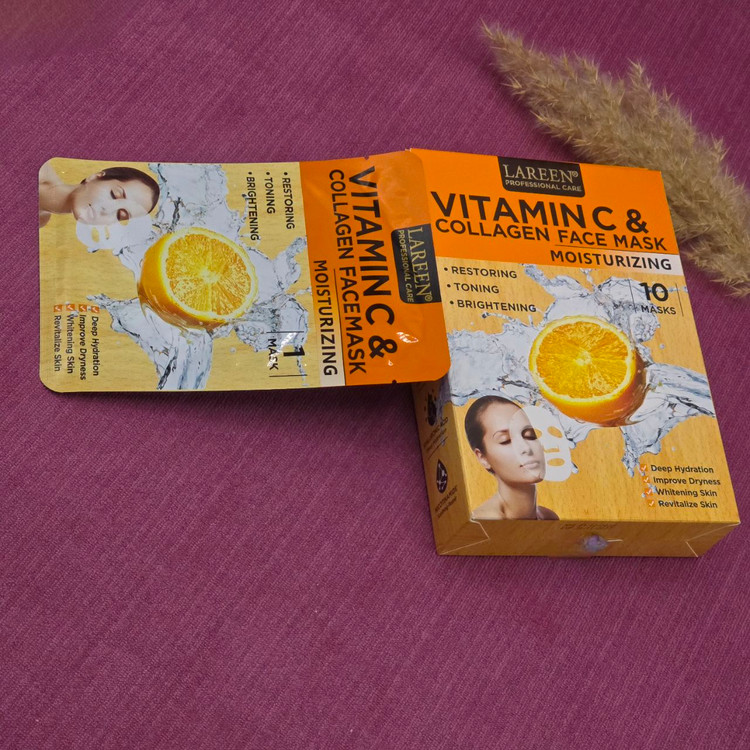 LAREEN®
PROFESSIONAL CARE
VITAMIN C &
COLLAGEN FACEMASK
MOISTURIZING
• RESTORING
• TONING
• BRIGHTENING
1
MASK
Deep Hydration
Improve Dryness
Whitening Skin
Revitalize Skin
LAREEN®
PROFESSIONAL CARE
VITAMIN C &
COLLAGEN FACE MASK
MOISTURIZING
• RESTORING
• TONING
• BRIGHTENING
10
MASKS
Deep Hydration
Improve Dryness
Whitening Skin
Revitalize Skin